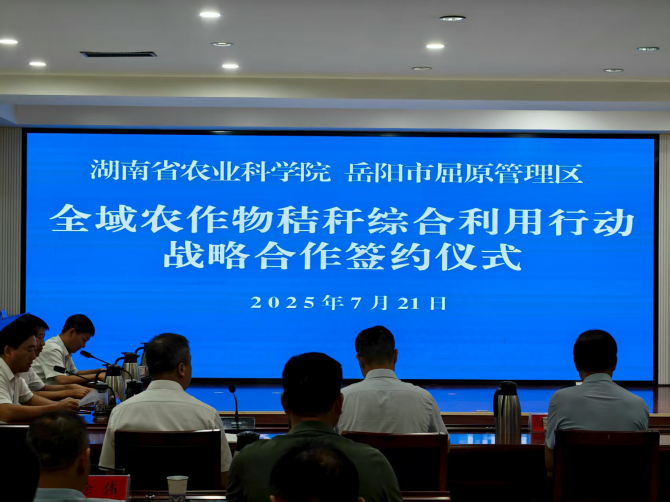 湖南省农业科学院 岳阳市屈原管理区
全域农作物秸秆综合利用行动
战略合作签约仪式
2025年7月21日